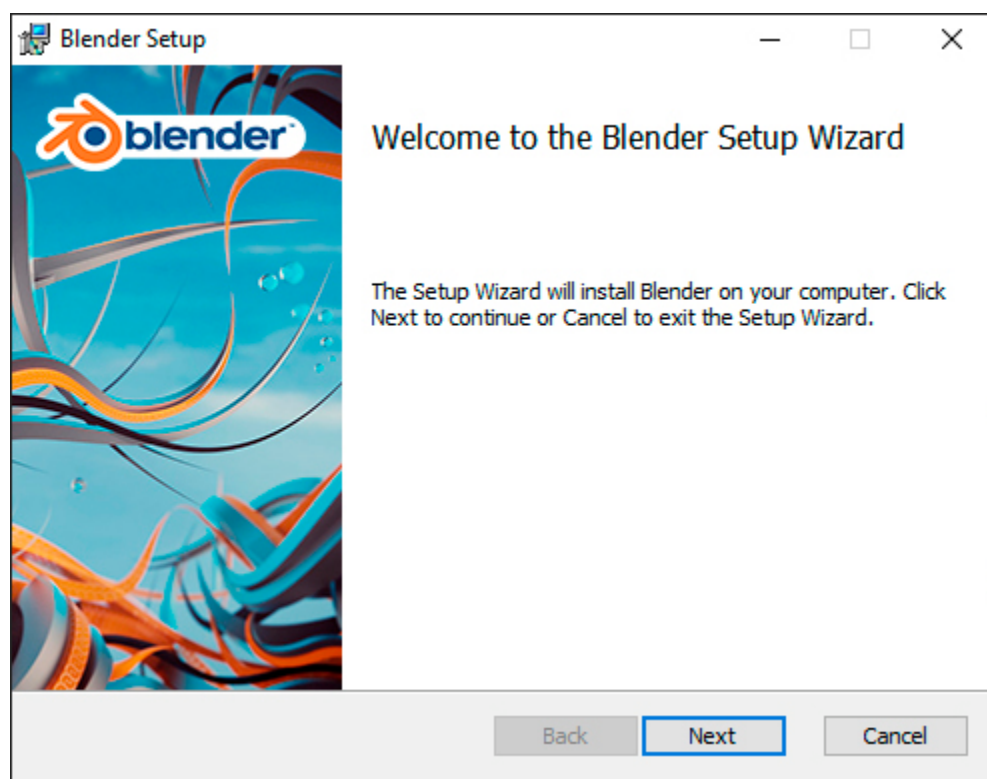 Blender Setup
blender™
Welcome to the Blender Setup Wizard
The Setup Wizard will install Blender on your computer. Click
Next to continue or Cancel to exit the Setup Wizard.
Back Next Cancel